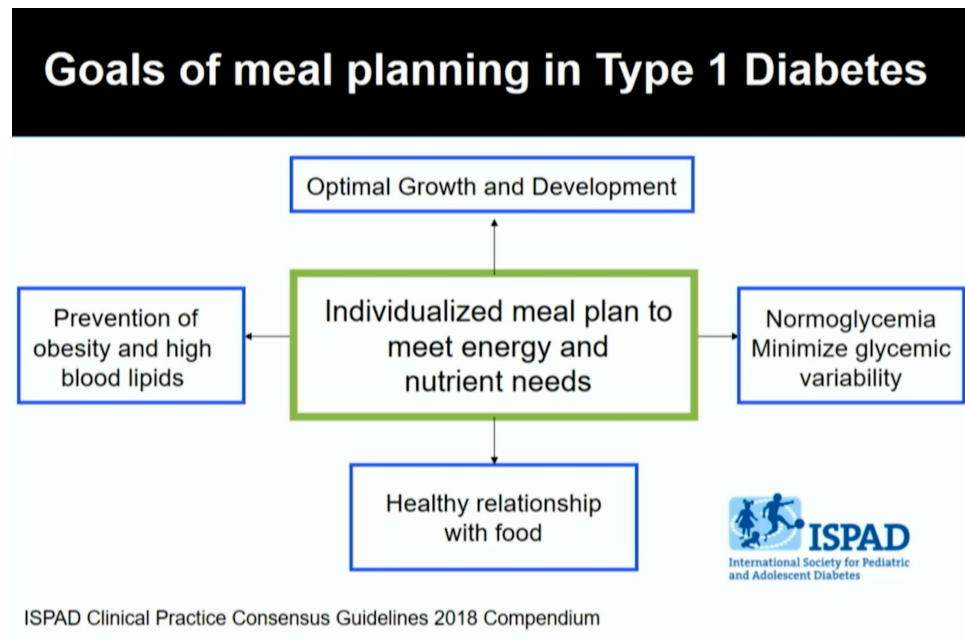 Goals of meal planning in Type 1 Diabetes
Optimal Growth and Development
Prevention of
obesity and high
blood lipids
Individualized meal plan to
meet energy and
nutrient needs
Normoglycemia
Minimize glycemic
variability
Healthy relationship
with food
ISPAD
International Society for Pediatric
and Adolescent Diabetes
ISPAD Clinical Practice Consensus Guidelines 2018 Compendium